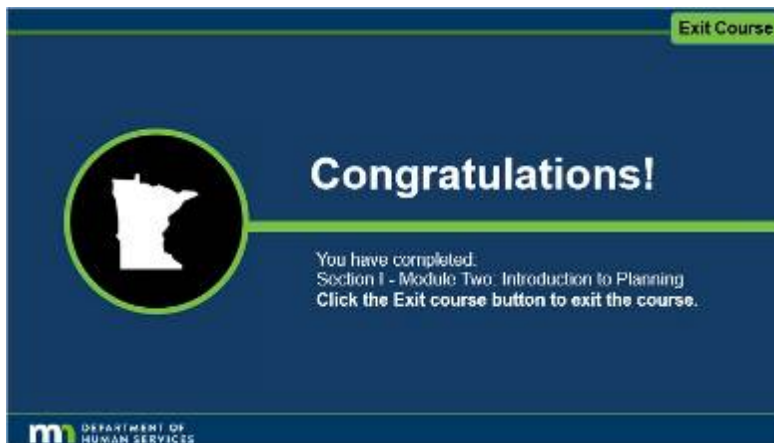 Exit Course
Congratulations!
You have completed:
Section I - Module Two: Introduction to Planning
Click the Exit course button to exit the course.
mn DEPARTMENT OF
HUMAN SERVICES